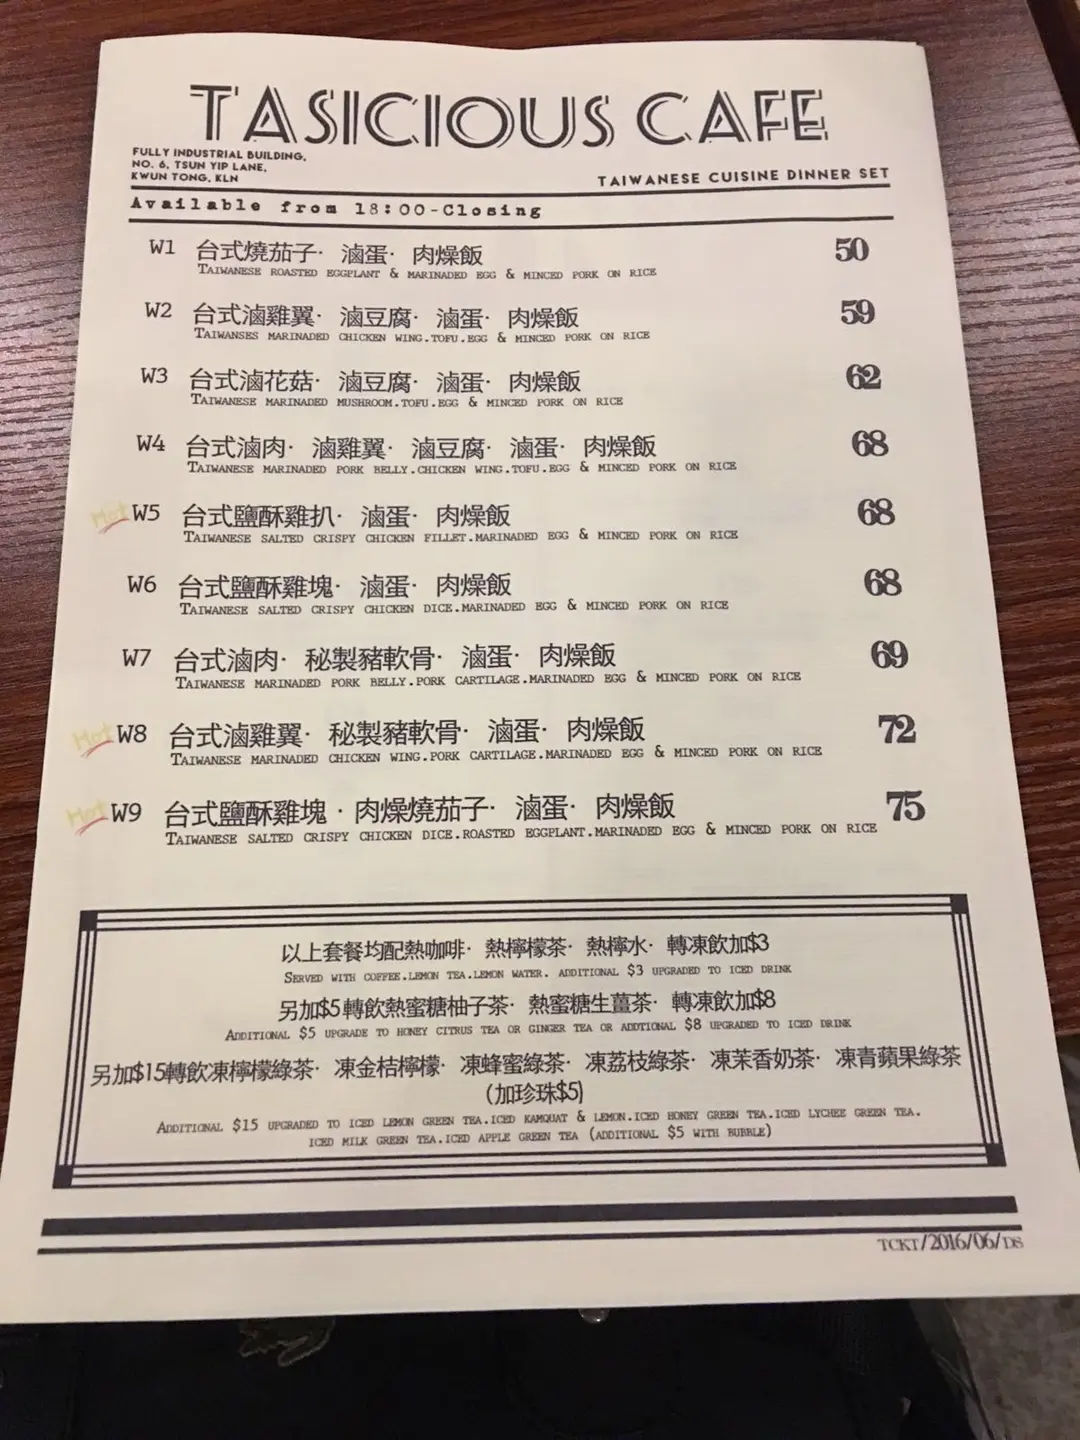 TASICIOUS CAFE
FULLY INDUSTRIAL BUILDING,
NO. 6, TSUN YIP LANE,
KWUN TONG, KLN
TAIWANESE CUISINE DINNER SET
Available from 18:00-Closing
W1 台式燒茄子· 滷蛋· 肉燥飯 50
TAIWANESE ROASTED EGGPLANT & MARINADED EGG & MINCED PORK ON RICE
W2 台式滷雞翼· 滷豆腐· 滷蛋· 肉燥飯 59
TAIWANSES MARINADED CHICKEN WING.TOFU.EGG & MINCED PORK ON RICE
W3 台式滷花菇· 滷豆腐· 滷蛋· 肉燥飯 62
TAIWANESE MARINADED MUSHROOM.TOFU.EGG & MINCED PORK ON RICE
W4 台式滷肉· 滷雞翼· 滷豆腐· 滷蛋· 肉燥飯 68
TAIWANESE MARINADED PORK BELLY.CHICKEN WING.TOFU.EGG & MINCED PORK ON RICE
Hot W5 台式鹽酥雞扒· 滷蛋· 肉燥飯 68
TAIWANESE SALTED CRISPY CHICKEN FILLET.MARINADED EGG & MINCED PORK ON RICE
W6 台式鹽酥雞塊· 滷蛋· 肉燥飯 68
TAIWANESE SALTED CRISPY CHICKEN DICE.MARINADED EGG & MINCED PORK ON RICE
W7 台式滷肉· 秘製豬軟骨· 滷蛋· 肉燥飯 69
TAIWANESE MARINADED PORK BELLY.PORK CARTILAGE.MARINADED EGG & MINCED PORK ON RICE
Hot W8 台式滷雞翼· 秘製豬軟骨· 滷蛋· 肉燥飯 72
TAIWANESE MARINADED CHICKEN WING.PORK CARTILAGE.MARINADED EGG & MINCED PORK ON RICE
Hot W9 台式鹽酥雞塊 · 肉燥燒茄子· 滷蛋· 肉燥飯 75
TAIWANESE SALTED CRISPY CHICKEN DICE.ROASTED EGGPLANT.MARINADED EGG & MINCED PORK ON RICE
以上套餐均配熱咖啡· 熱檸檬茶· 熱檸水· 轉凍飲加$3
SERVED WITH COFFEE.LEMON TEA.LEMON WATER. ADDITIONAL $3 UPGRADED TO ICED DRINK
另加$5轉飲熱蜜糖柚子茶· 熱蜜糖生薑茶· 轉凍飲加$8
ADDITIONAL $5 UPGRADE TO HONEY CITRUS TEA OR GINGER TEA OR ADDTIONAL $8 UPGRADED TO ICED DRINK
另加$15轉飲凍檸檬綠茶· 凍金桔檸檬· 凍蜂蜜綠茶· 凍荔枝綠茶· 凍茉香奶茶· 凍青蘋果綠茶
(加珍珠$5)
ADDITIONAL $15 UPGRADED TO ICED LEMON GREEN TEA.ICED KAMQUAT & LEMON.ICED HONEY GREEN TEA.ICED LYCHEE GREEN TEA.
ICED MILK GREEN TEA.ICED APPLE GREEN TEA (ADDITIONAL $5 WITH BUBBLE)
TCKT/2016/06/DS